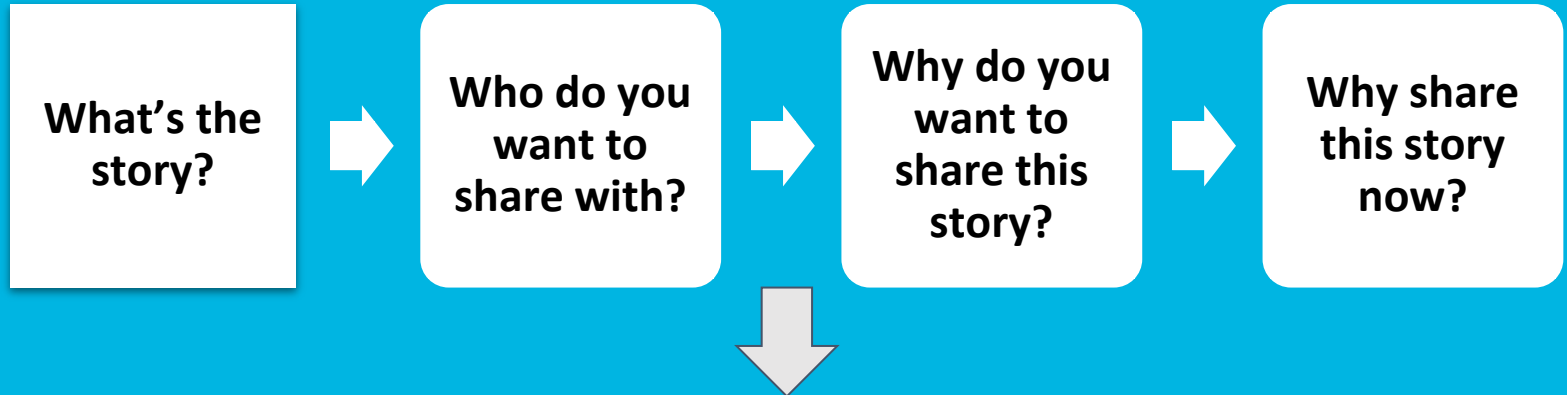 What’s the
story?
Who do you
want to
share with?
Why do you
want to
share this
story?
Why share
this story
now?